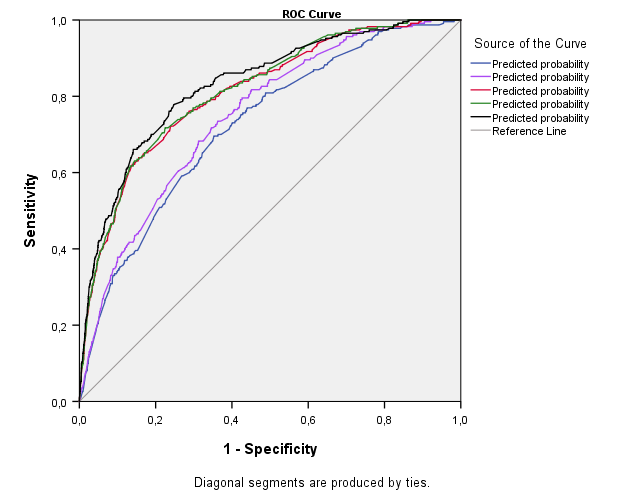 ROC Curve
1,0
0,8
0,6
0,4
0,2
0,0
Sensitivity
0,0 0,2 0,4 0,6 0,8 1,0
1 - Specificity
Source of the Curve
Predicted probability
Predicted probability
Predicted probability
Predicted probability
Predicted probability
Reference Line
Diagonal segments are produced by ties.